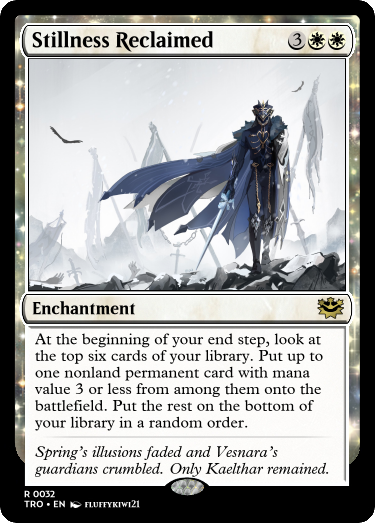 Stillness Reclaimed 3
Enchantment
At the beginning of your end step, look at
the top six cards of your library. Put up to
one nonland permanent card with mana
value 3 or less from among them onto the
battlefield. Put the rest on the bottom of
your library in a random order.
Spring's illusions faded and Vesnara's
guardians crumbled. Only Kaelthar remained.
R 0032
TRO • EN FLUFFYKIWI21